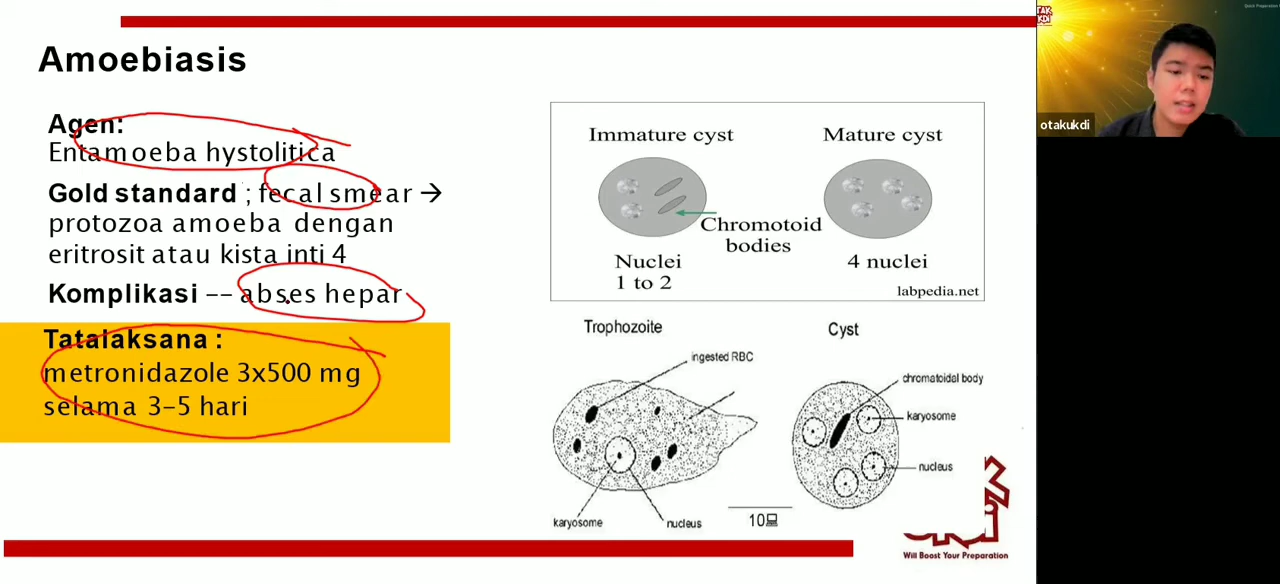 Amoebiasis
Agen:
Entamoeba hystolitica
Gold standard ; fecal smear →
protozoa amoeba dengan
eritrosit atau kista inti 4
Komplikasi -- abses hepar
Tatalaksana :
metronidazole 3x500 mg
selama 3-5 hari
Immature cyst
Mature cyst
Chromotoid
bodies
Nuclei
1 to 2
4 nuclei
labpedia.net
Trophozoite
Cyst
ingested RBC
chromatoidal body
karyosome
nucleus
karyosome
nucleus
10
Will Boost Your Preparation
otakukdi